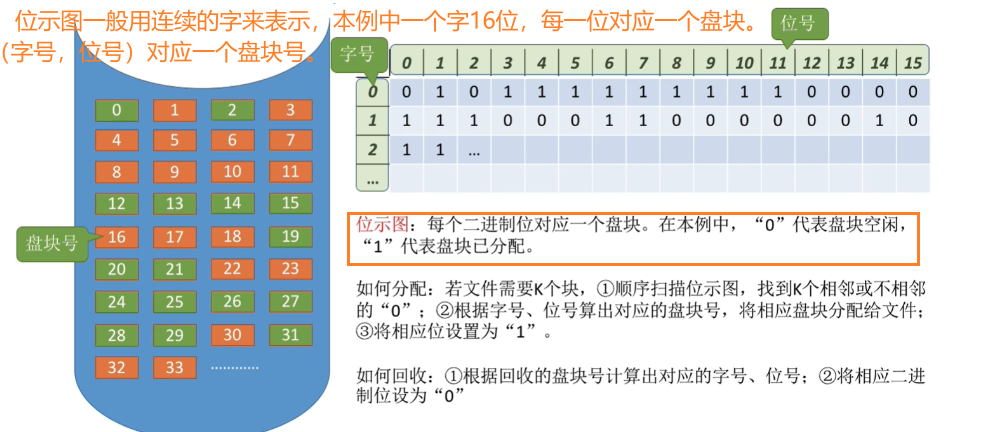 位示图一般用连续的字来表示，本例中一个字16位，每一位对应一个盘块。
(字号，位号）对应一个盘块号。
字号
位号
0 1 2 3 4 5 6 7 8 9 10 11 12 13 14 15
0 0 1 0 1 1 1 1 1 1 1 1 1 0 0 0 0
1 1 1 1 0 0 0 1 1 0 0 0 0 0 0 1 0
2 1 1 …
…
0 1 2 3
4 5 6 7
8 9 10 11
12 13 14 15
盘块号
16 17 18 19
20 21 22 23
24 25 26 27
28 29 30 31
32 33 …………
位示图：每个二进制位对应一个盘块。在本例中，“0”代表盘块空闲，
“1”代表盘块已分配。
如何分配：若文件需要K个块，①顺序扫描位示图，找到K个相邻或不相邻
的“0”；②根据字号、位号算出对应的盘块号，将相应盘块分配给文件；
③将相应位设置为“1”。
如何回收：①根据回收的盘块号计算出对应的字号、位号；②将相应二进
制位设为“0”